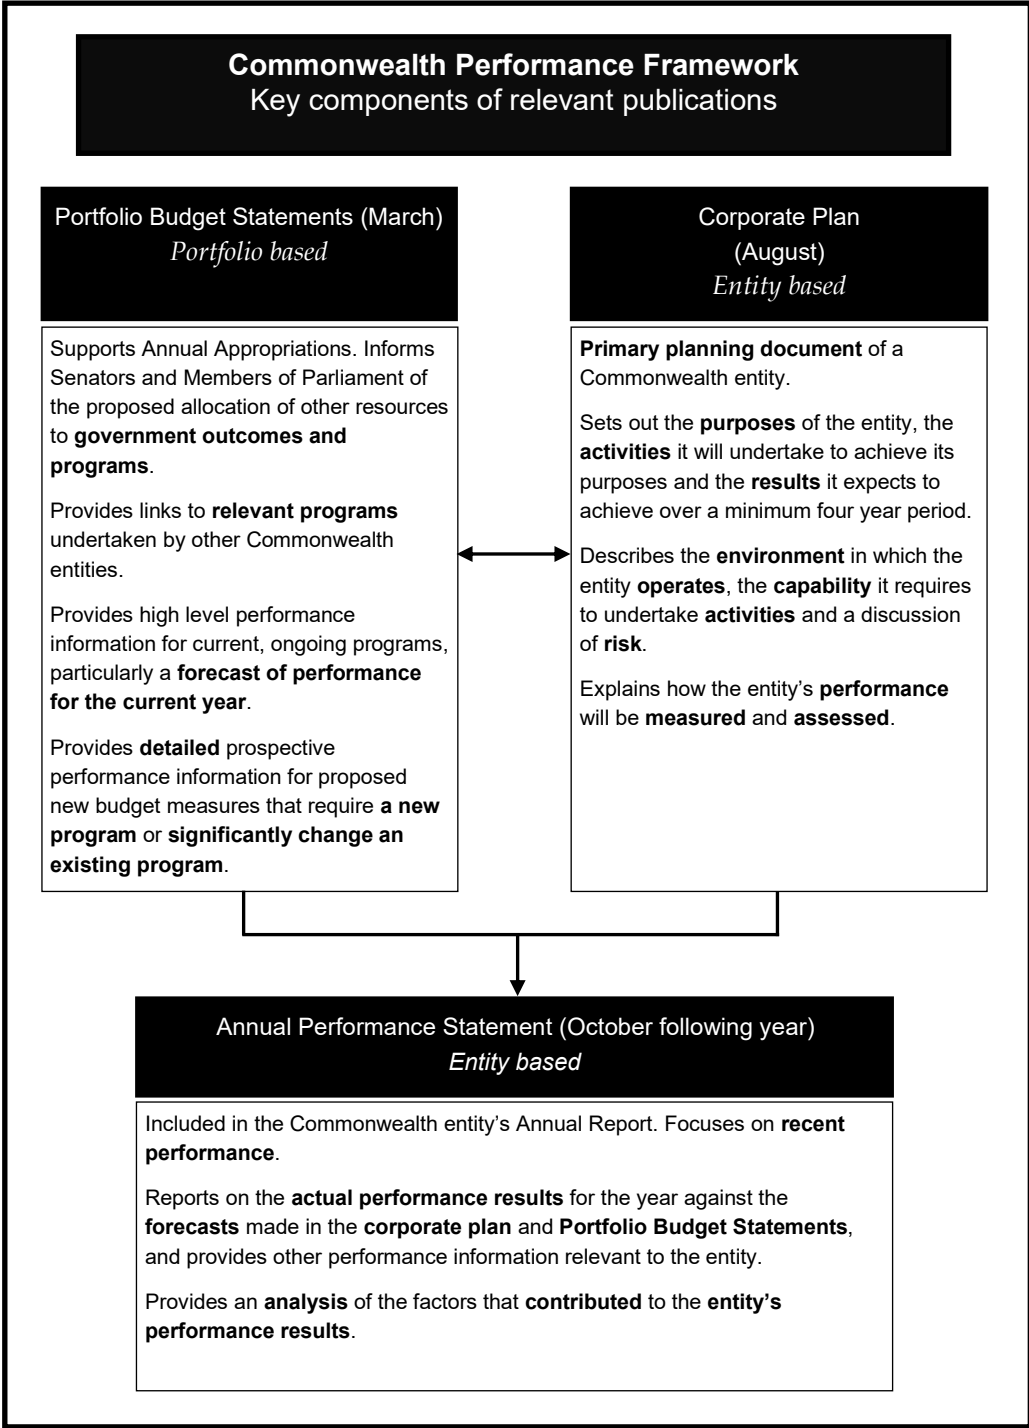 Commonwealth Performance Framework
Key components of relevant publications
Portfolio Budget Statements (March)
Portfolio based
Supports Annual Appropriations. Informs
Senators and Members of Parliament of
the proposed allocation of other resources
to government outcomes and
programs.
Provides links to relevant programs
undertaken by other Commonwealth
entities.
Provides high level performance
information for current, ongoing programs,
particularly a forecast of performance
for the current year.
Provides detailed prospective
performance information for proposed
new budget measures that require a new
program or significantly change an
existing program.
Corporate Plan
(August)
Entity based
Primary planning document of a
Commonwealth entity.
Sets out the purposes of the entity, the
activities it will undertake to achieve its
purposes and the results it expects to
achieve over a minimum four year period.
Describes the environment in which the
entity operates, the capability it requires
to undertake activities and a discussion
of risk.
Explains how the entity’s performance
will be measured and assessed.
Annual Performance Statement (October following year)
Entity based
Included in the Commonwealth entity’s Annual Report. Focuses on recent
performance.
Reports on the actual performance results for the year against the
forecasts made in the corporate plan and Portfolio Budget Statements,
and provides other performance information relevant to the entity.
Provides an analysis of the factors that contributed to the entity’s
performance results.